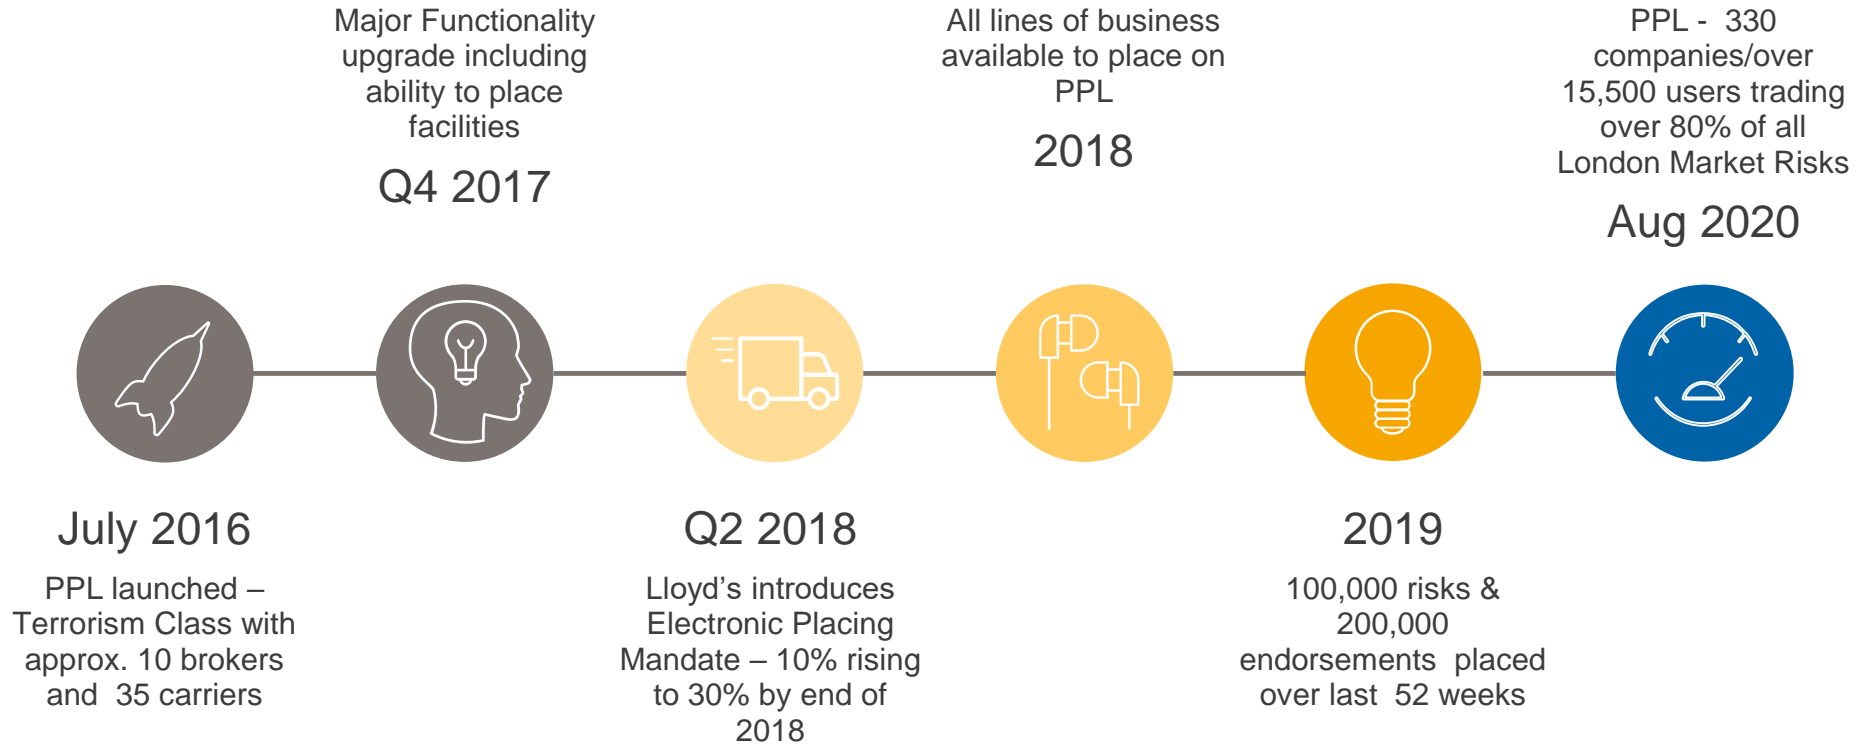 Major Functionality
upgrade including
ability to place
facilities
Q4 2017
All lines of business
available to place on
PPL
2018
PPL - 330
companies/over
15,500 users trading
over 80% of all
London Market Risks
Aug 2020
July 2016
PPL launched –
Terrorism Class with
approx. 10 brokers
and 35 carriers
Q2 2018
Lloyd’s introduces
Electronic Placing
Mandate – 10% rising
to 30% by end of
2018
2019
100,000 risks &
200,000
endorsements placed
over last 52 weeks